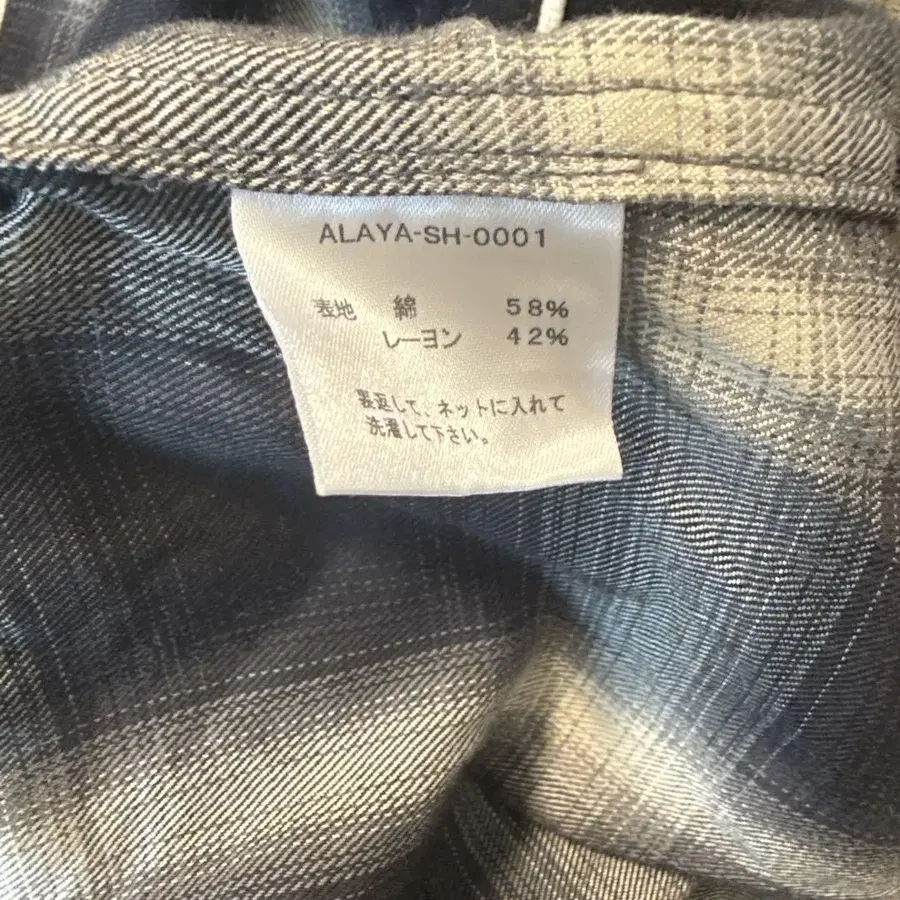 ALAYA-SH-0001
表地 綿 58%
レーヨン 42%
裏返して、ネットに入れて
洗濯して下さい。